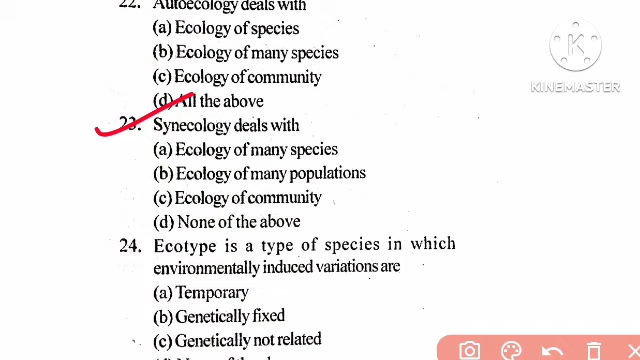 22. Autoecology deals with
(a) Ecology of species
(b) Ecology of many species
(c) Ecology of community
(d) All the above
23. Synecology deals with
(a) Ecology of many species
(b) Ecology of many populations
(c) Ecology of community
(d) None of the above
24. Ecotype is a type of species in which
environmentally induced variations are
(a) Temporary
(b) Genetically fixed
(c) Genetically not related
K
KINEMASTER